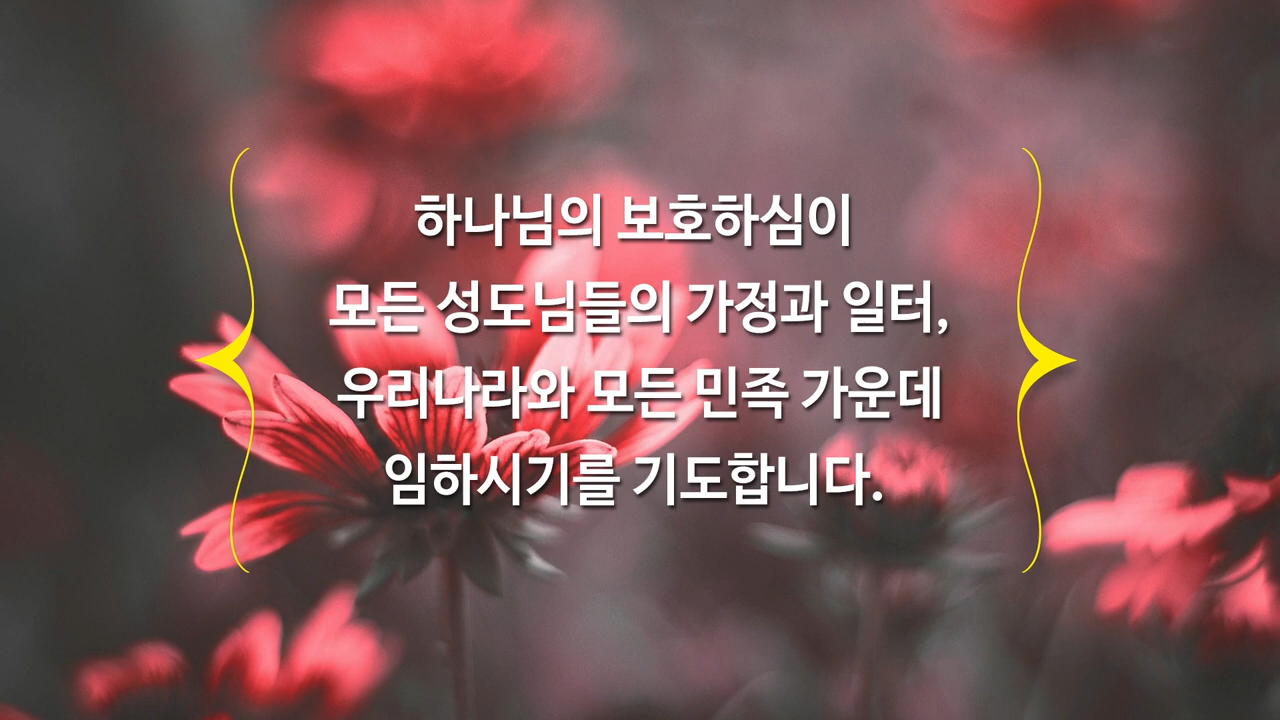 하나님의 보호하심이
모든 성도님들의 가정과 일터,
우리나라와 모든 민족 가운데
임하시기를 기도합니다.